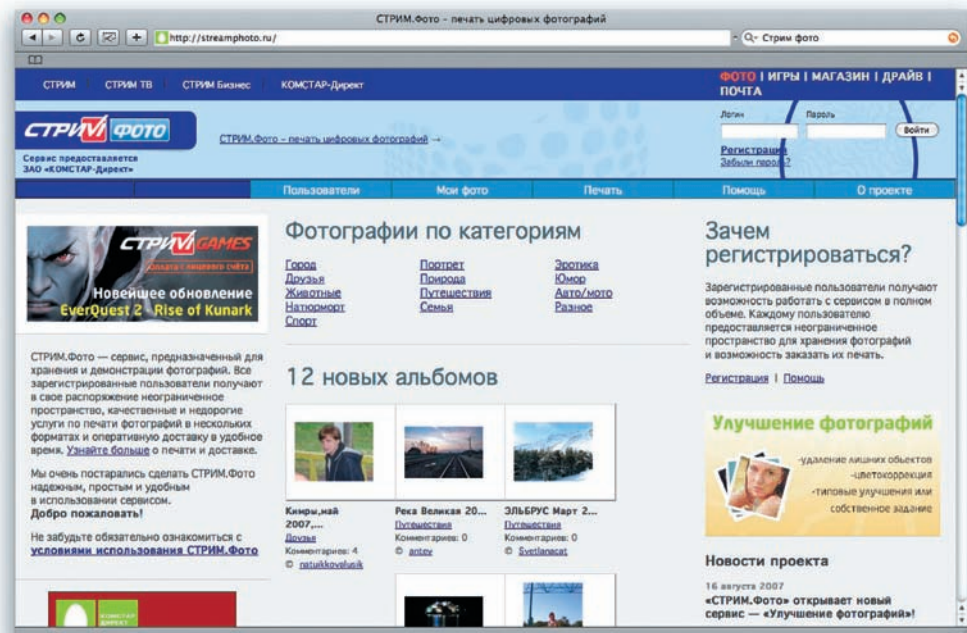 СТРИМ.Фото – печать цифровых фотографий
http://streamphoto.ru/
Стрим фото
СТРИМ
СТРИМ ТВ
СТРИМ Бизнес
КОМСТАР-Директ
ФОТО | ИГРЫ | МАГАЗИН | ДРАЙВ |
ПОЧТА
СТРИМ ФОТО
Сервис предоставляется
ЗАО «КОМСТАР-Директ»
СТРИМ.Фото – печать цифровых фотографий →
Логин
Пароль
Войти
Регистрация
Забыли пароль?
Пользователи
Мои фото
Печать
Помощь
О проекте
СТРИМ GAMES
оплата с лицевого счёта
Новейшее обновление
EverQuest 2 - Rise of Kunark
СТРИМ.Фото — сервис, предназначенный для
хранения и демонстрации фотографий. Все
зарегистрированные пользователи получают
в свое распоряжение неограниченное
пространство, качественные и недорогие
услуги по печати фотографий в нескольких
форматах и оперативную доставку в удобное
время. Узнайте больше о печати и доставке.
Мы очень постарались сделать СТРИМ.Фото
надежным, простым и удобным
в использовании сервисом.
Добро пожаловать!
Не забудьте обязательно ознакомиться с
условиями использования СТРИМ.Фото
КОМСТАР
ДИРЕКТ
Фотографии по категориям
Город
Друзья
Животные
Натюрморт
Спорт
Портрет
Природа
Путешествия
Семья
Эротика
Юмор
Авто/мото
Разное
12 новых альбомов
Кимры,май
2007,...
Друзья
Комментариев: 4
© natuikkovalusik
Река Великая 20...
Путешествия
Комментариев: 0
© antev
ЭЛЬБРУС Март 2...
Путешествия
Комментариев: 0
© Svetlanacat
Зачем
регистрироваться?
Зарегистрированные пользователи получают
возможность работать с сервисом в полном
объеме. Каждому пользователю
предоставляется неограниченное
пространство для хранения фотографий
и возможность заказать их печать.
Регистрация | Помощь
Улучшение фотографий
-удаление лишних объектов
-цветокоррекция
-типовые улучшения или
собственное задание
Новости проекта
16 августа 2007
«СТРИМ.Фото» открывает новый
сервис — «Улучшение фотографий»!